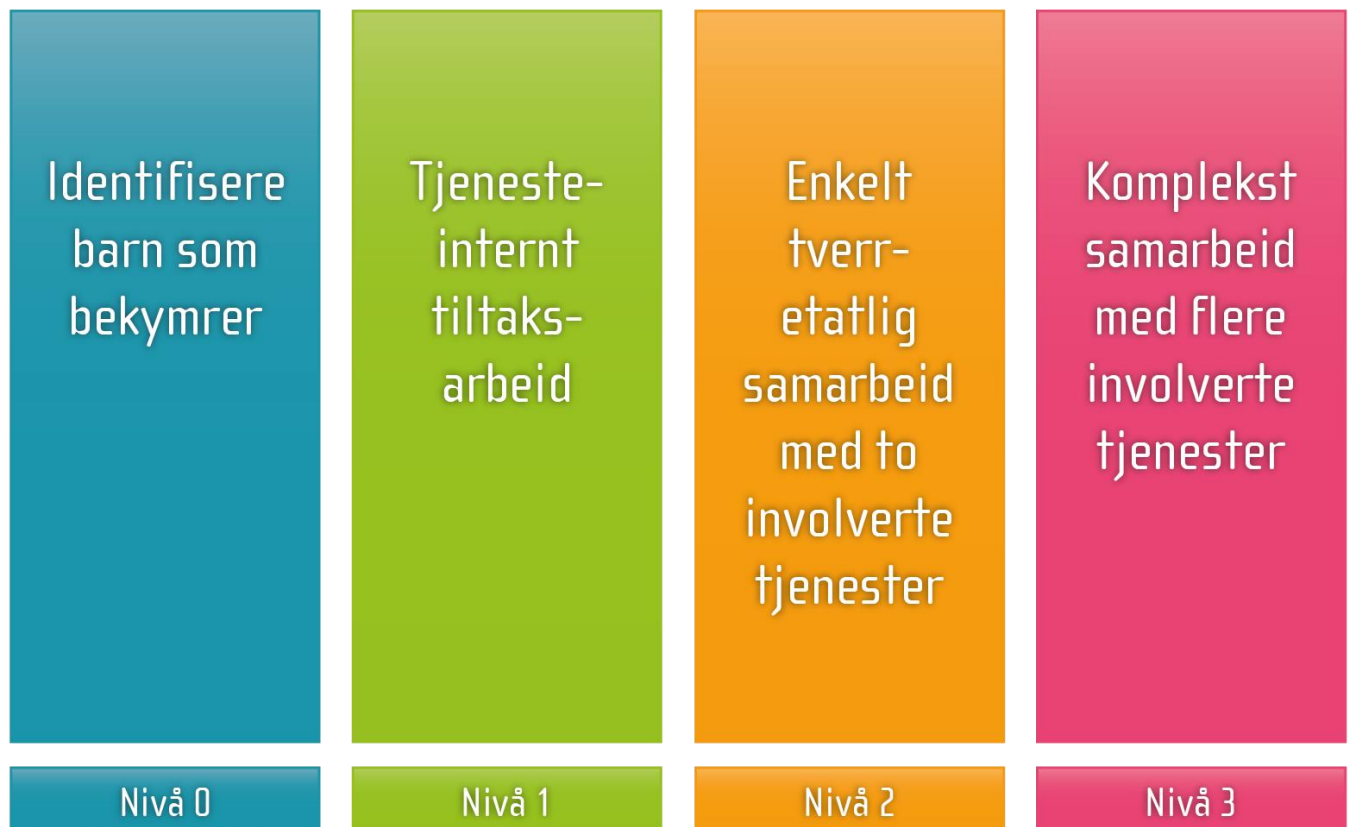 Identifisere
barn som
bekymrer
Tjeneste-
internt
tiltaks-
arbeid
Enkelt
tverr-
etatlig
samarbeid
med to
involverte
tjenester
Komplekst
samarbeid
med flere
involverte
tjenester
Nivå 0
Nivå 1
Nivå 2
Nivå 3